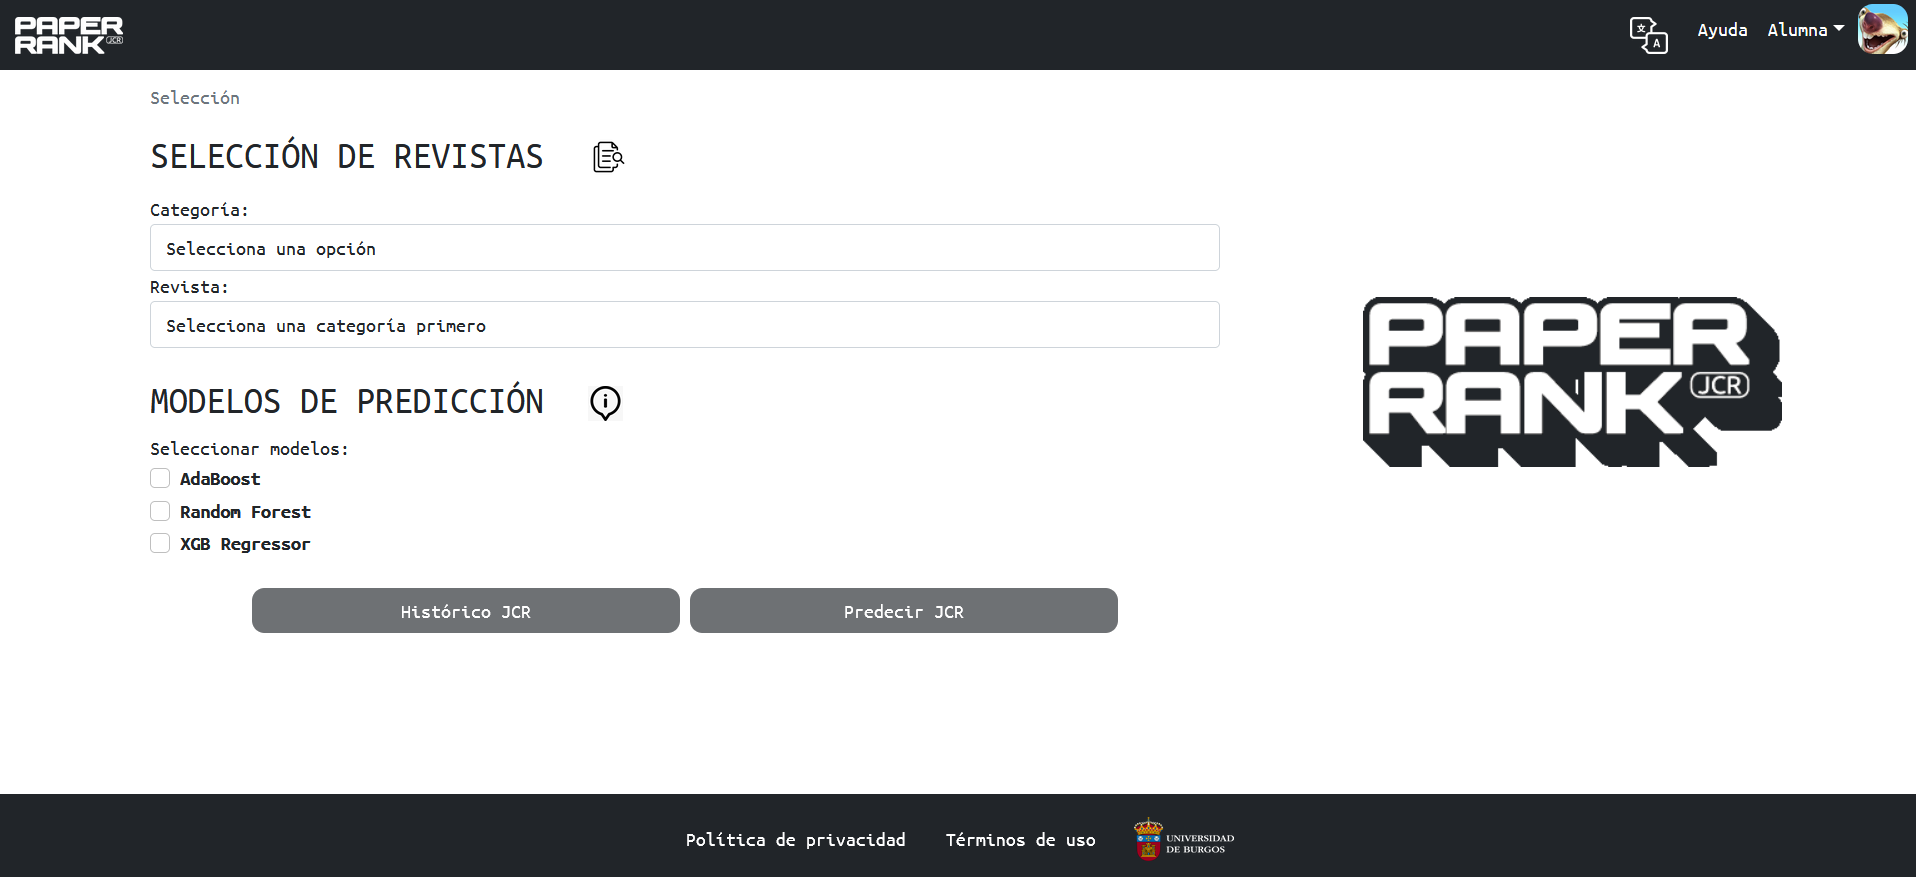 PAPER
RANK JCR
Ayuda
Alumna
Selección
SELECCIÓN DE REVISTAS
Categoría:
Selecciona una opción
Revista:
Selecciona una categoría primero
MODELOS DE PREDICCIÓN
Seleccionar modelos:
AdaBoost
Random Forest
XGB Regressor
Histórico JCR
Predecir JCR
PAPER
RANK JCR
Política de privacidad
Términos de uso
UNIVERSIDAD
DE BURGOS